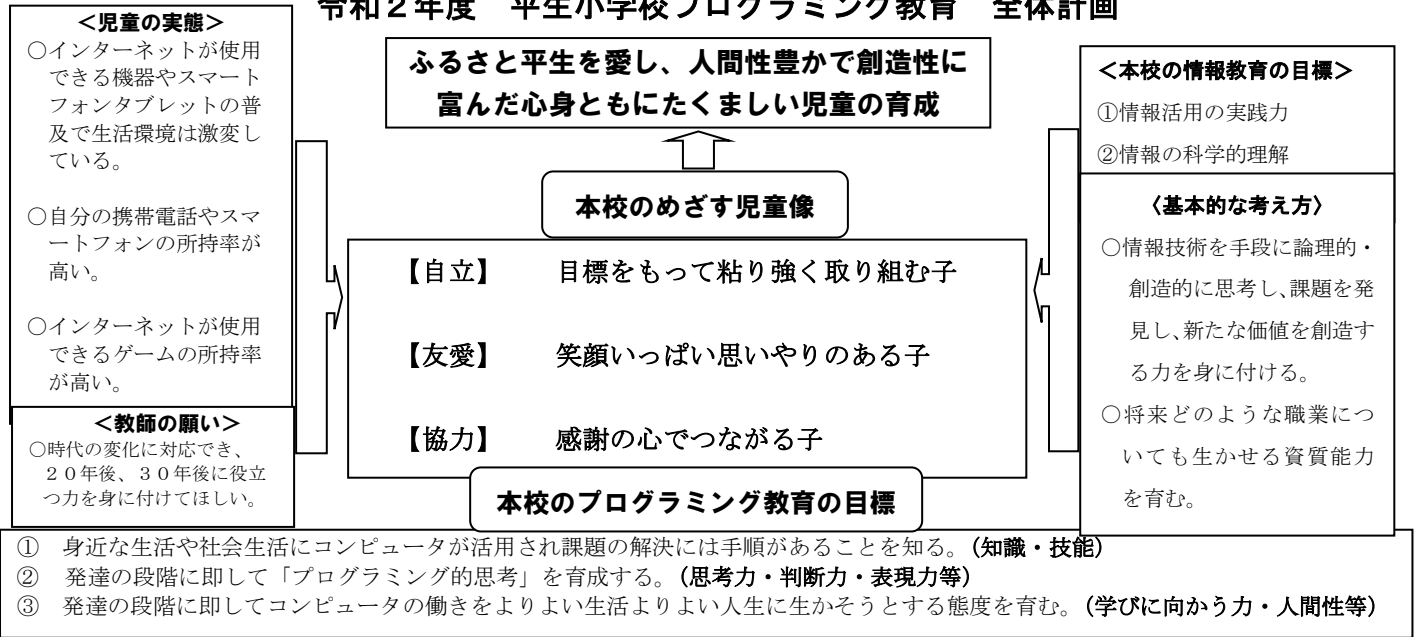 令和２年度　平生小学校プログラミング教育　全体計画
＜児童の実態＞
○インターネットが使用
できる機器やスマート
フォンタブレットの普
及で生活環境は激変し
ている。
○自分の携帯電話やスマ
ートフォンの所持率が
高い。
○インターネットが使用
できるゲームの所持率
が高い。
＜教師の願い＞
○時代の変化に対応でき、
２０年後、３０年後に役立
つ力を身に付けてほしい。
ふるさと平生を愛し、人間性豊かで創造性に
富んだ心身ともにたくましい児童の育成
本校のめざす児童像
【自立】　目標をもって粘り強く取り組む子
【友愛】　笑顔いっぱい思いやりのある子
【協力】　感謝の心でつながる子
＜本校の情報教育の目標＞
①情報活用の実践力
②情報の科学的理解
〈基本的な考え方〉
○情報技術を手段に論理的・
創造的に思考し、課題を発
見し、新たな価値を創造す
る力を身に付ける。
○将来どのような職業につ
いても生かせる資質能力
を育む。
本校のプログラミング教育の目標
①　身近な生活や社会生活にコンピュータが活用され課題の解決には手順があることを知る。（知識・技能）
②　発達の段階に即して「プログラミング的思考」を育成する。（思考力・判断力・表現力等）
③　発達の段階に即してコンピュータの働きをよりよい生活よりよい人生に生かそうとする態度を育む。（学びに向かう力・人間性等）